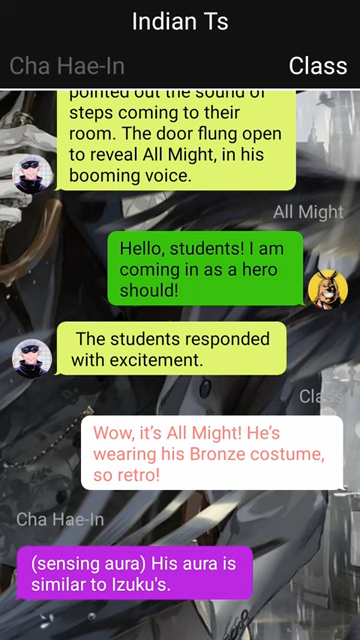 Indian Ts
Cha Hae-In
Class
pointed out the sound of
steps coming to their
room. The door flung open
to reveal All Might, in his
booming voice.
All Might
Hello, students! I am
coming in as a hero
should!
The students responded
with excitement.
Class
Wow, it’s All Might! He’s
wearing his Bronze costume,
so retro!
Cha Hae-In
(sensing aura) His aura is
similar to Izuku's.